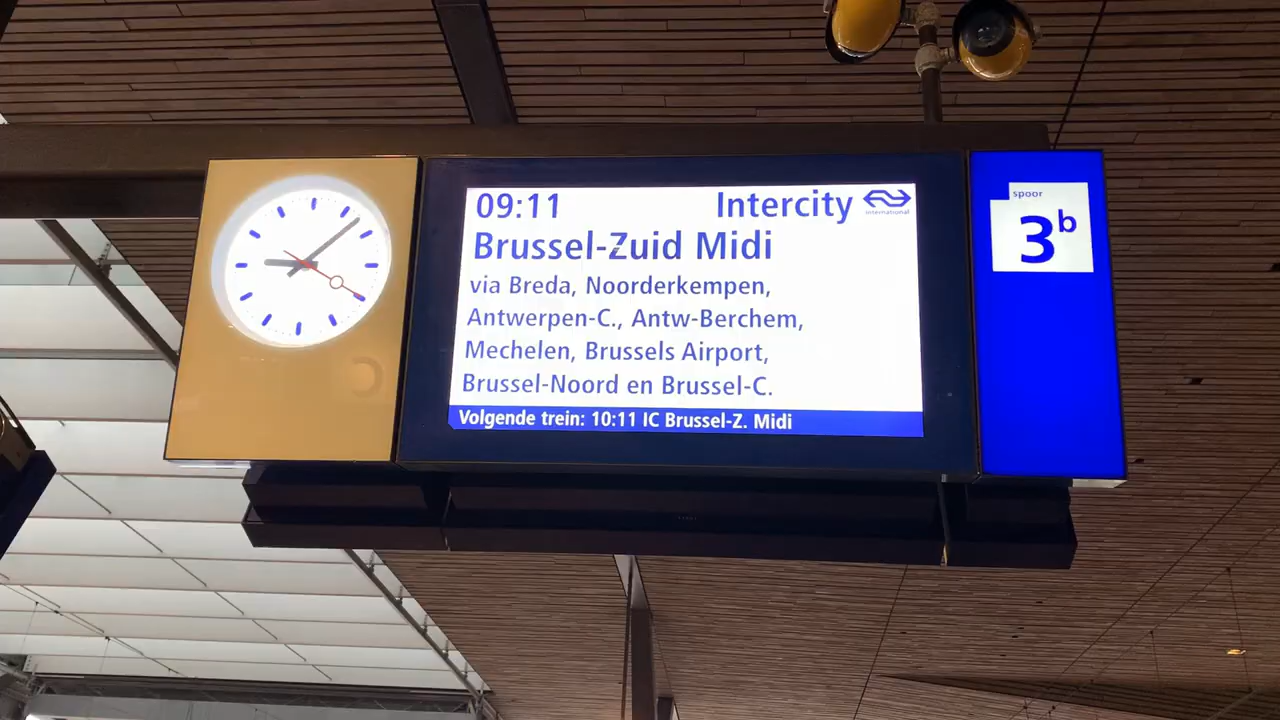 09:11 Intercity
international
Brussel-Zuid Midi
via Breda, Noorderkempen,
Antwerpen-C., Antw-Berchem,
Mechelen, Brussels Airport,
Brussel-Noord en Brussel-C.
Volgende trein: 10:11 IC Brussel-Z. Midi
spoor
3b